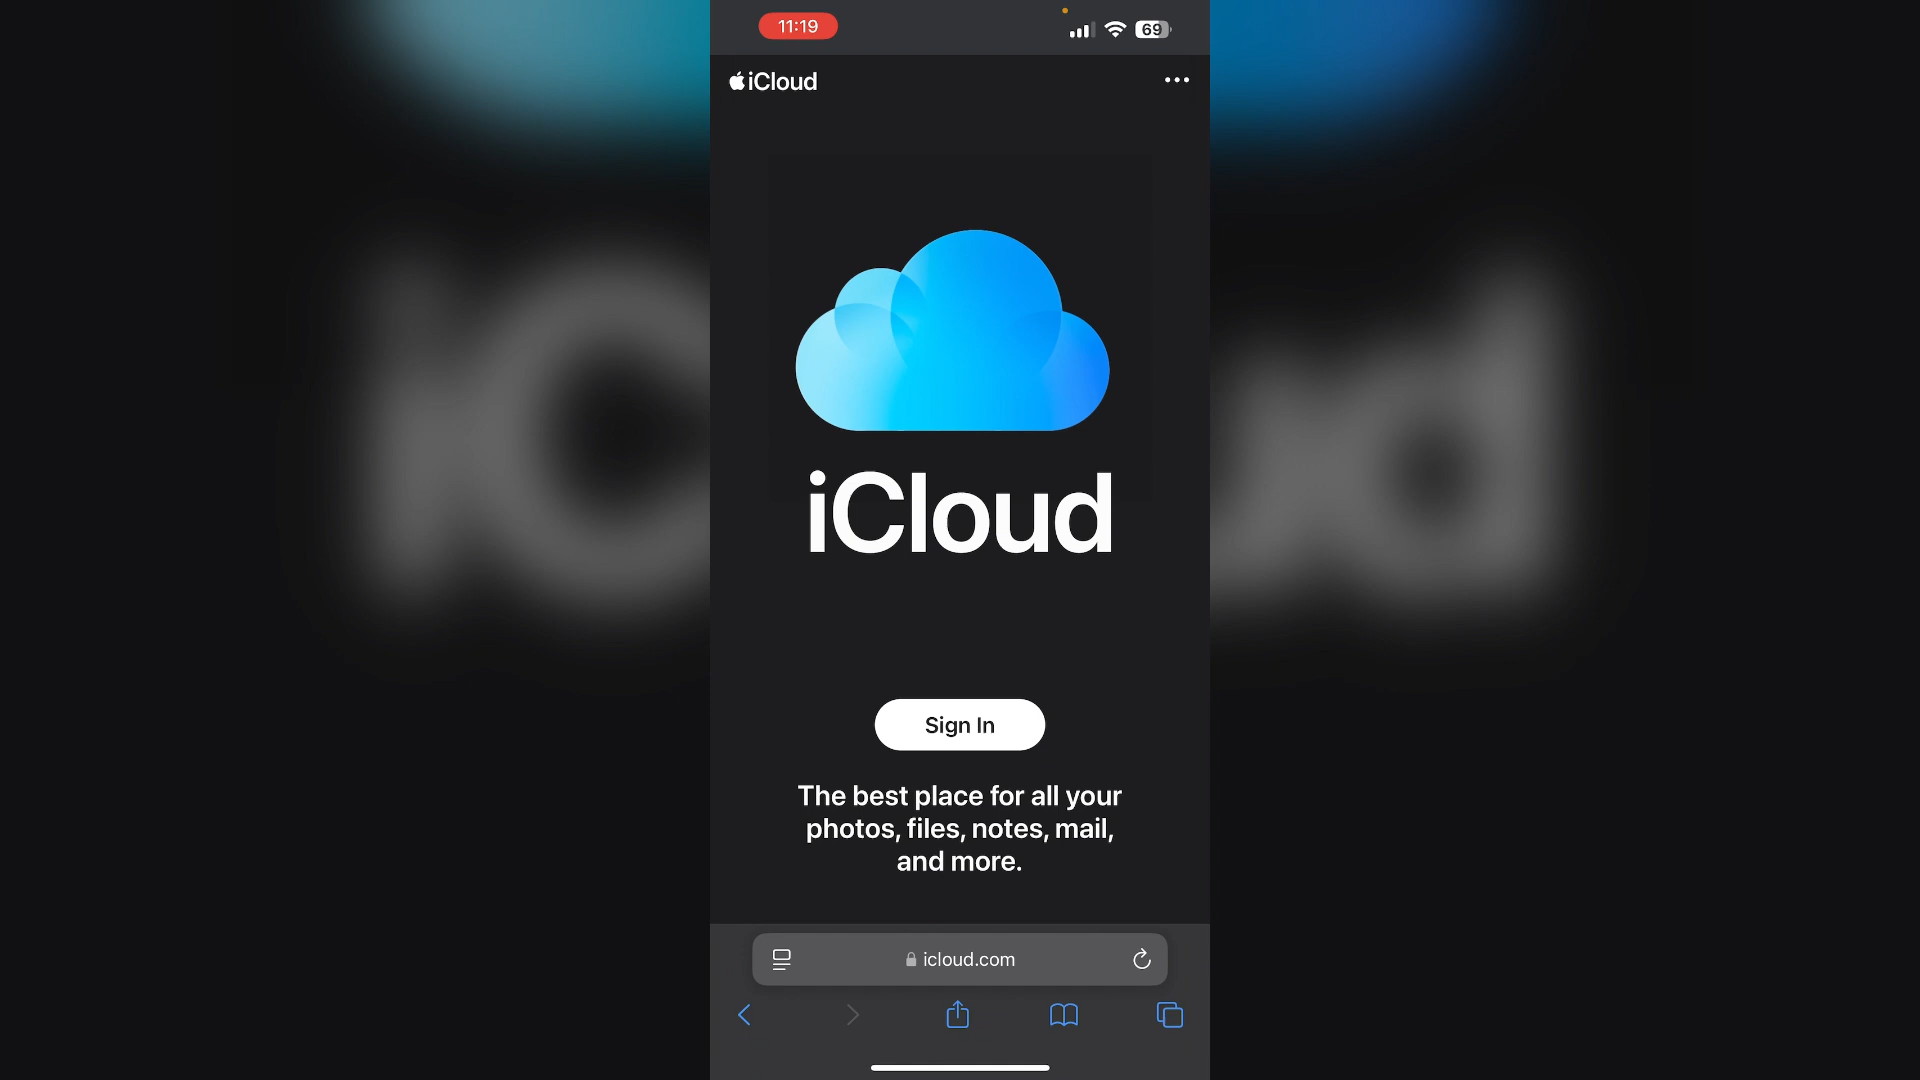 11:19
69
iCloud
iCloud
Sign In
The best place for all your
photos, files, notes, mail,
and more.
icloud.com